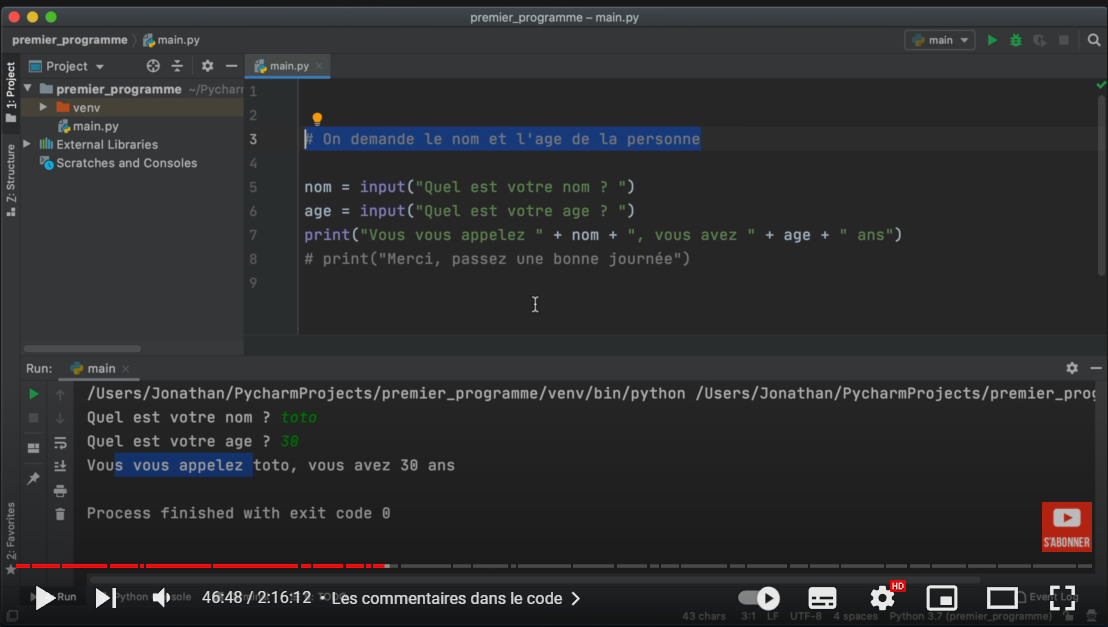 premier_programme – main.py
premier_programme
main.py
main
1: Project
Project
main.py
premier_programme ~/Pycharm
venv
main.py
External Libraries
Scratches and Consoles
Z: Structure
2: Favorites
1
2
3 # On demande le nom et l'age de la personne
4
5 nom = input("Quel est votre nom ? ")
6 age = input("Quel est votre age ? ")
7 print("Vous vous appelez " + nom + ", vous avez " + age + " ans")
8 # print("Merci, passez une bonne journée")
9
Run: main
/Users/Jonathan/PycharmProjects/premier_programme/venv/bin/python /Users/Jonathan/PycharmProjects/premier_prog
Quel est votre nom ? toto
Quel est votre age ? 30
Vous vous appelez toto, vous avez 30 ans
Process finished with exit code 0
S'ABONNER
Run
TODO
46:48 / 2:16:12 • Les commentaires dans le code
HD
Event Log
43 chars 3:1 LF UTF-8 4 spaces Python 3.7 (premier_programme)